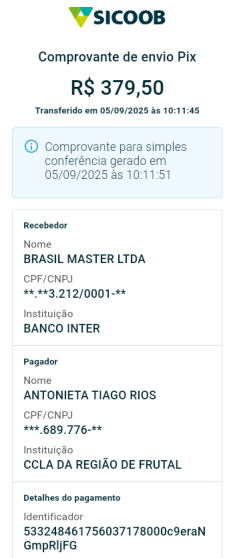 SICOOB
Comprovante de envio Pix
R$ 379,50
Transferido em 05/09/2025 às 10:11:45
Comprovante para simples
conferência gerado em
05/09/2025 às 10:11:51
Recebedor
Nome
BRASIL MASTER LTDA
CPF/CNPJ
**.**3.212/0001-**
Instituição
BANCO INTER
Pagador
Nome
ANTONIETA TIAGO RIOS
CPF/CNPJ
***.689.776-**
Instituição
CCLA DA REGIÃO DE FRUTAL
Detalhes do pagamento
Identificador
533248461756037178000c9eraN
GmpRljFG